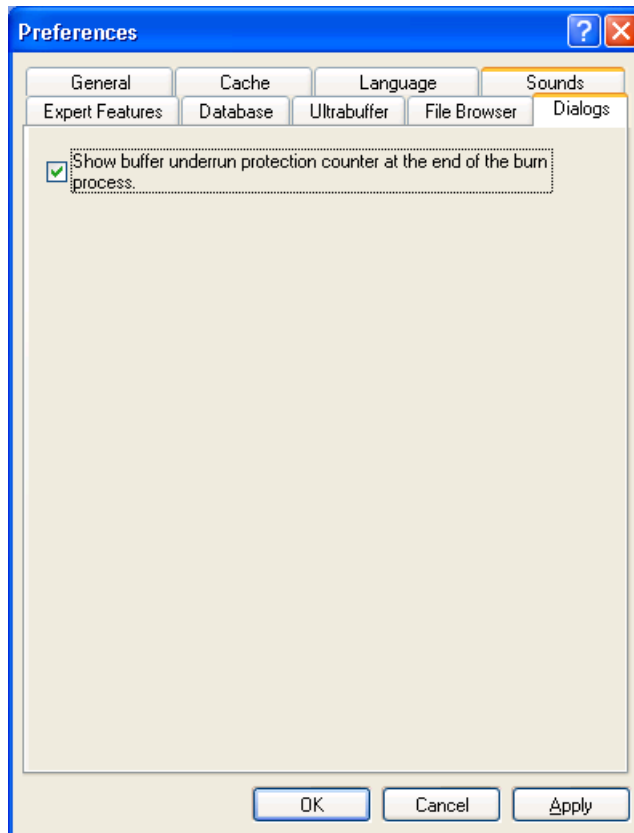 Preferences
General Cache Language Sounds
Expert Features Database Ultrabuffer File Browser Dialogs
Show buffer underrun protection counter at the end of the burn
process.
OK Cancel Apply